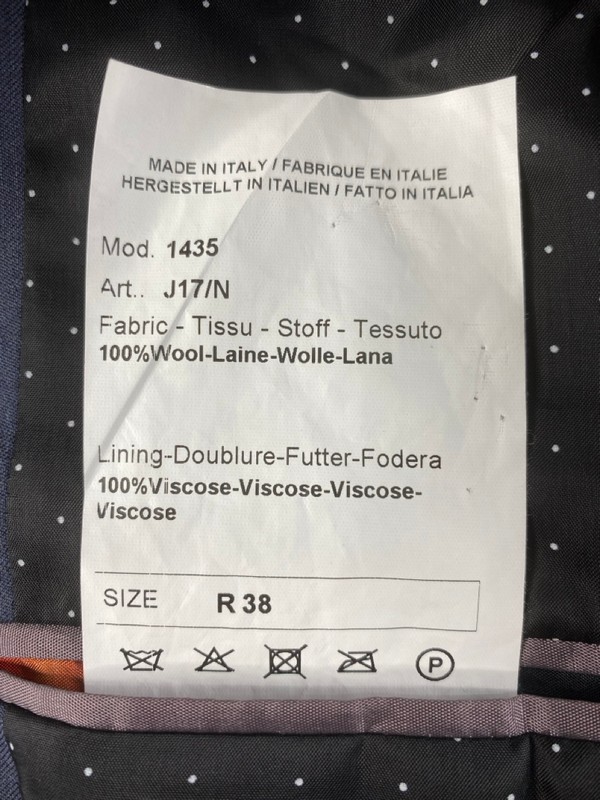 MADE IN ITALY / FABRIQUE EN ITALIE
HERGESTELLT IN ITALIEN / FATTO IN ITALIA
Mod. 1435
Art.. J17/N
Fabric - Tissu - Stoff - Tessuto
100%Wool-Laine-Wolle-Lana
Lining-Doublure-Futter-Fodera
100%Viscose-Viscose-Viscose-
Viscose
SIZE R 38
P